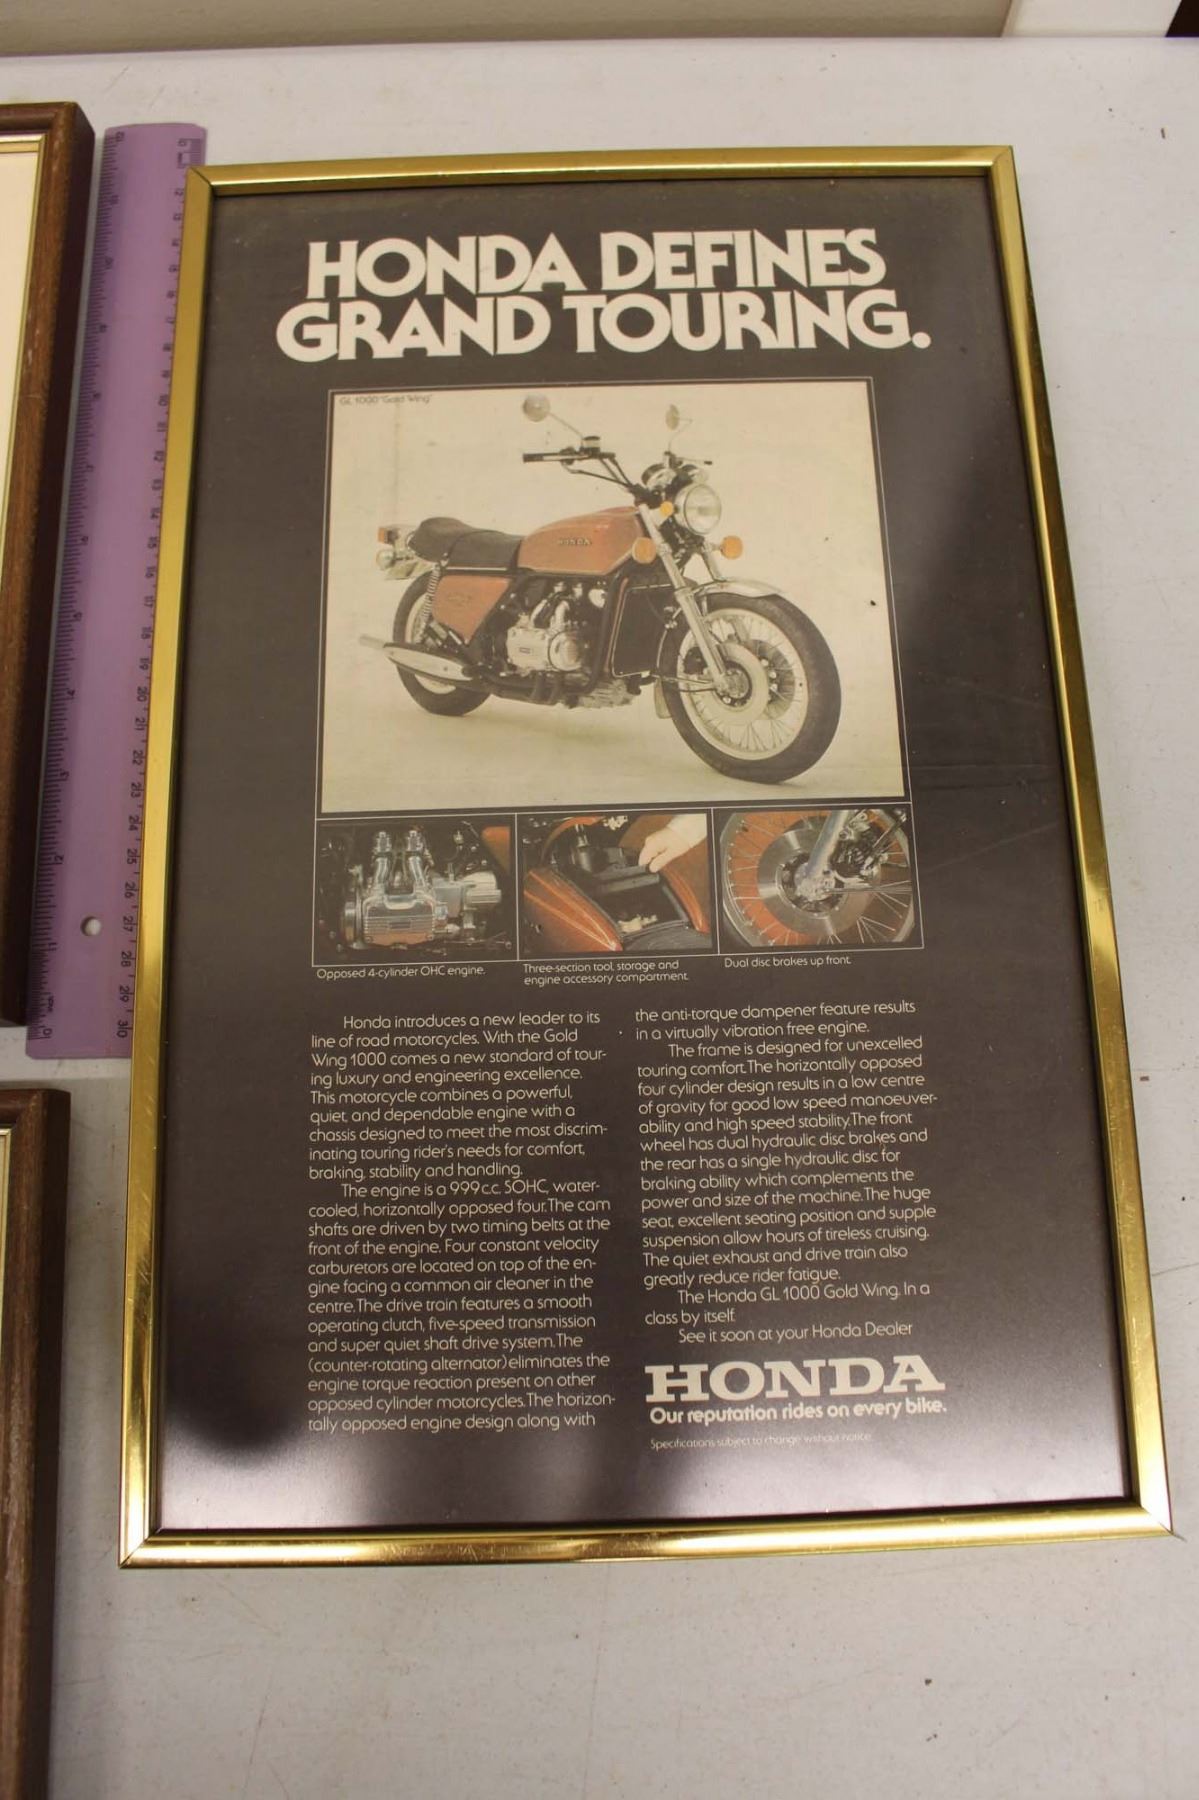 HONDA DEFINES
GRAND TOURING.
GL 1000 "Gold Wing"
HONDA
Opposed 4-cylinder OHC engine.
Three-section tool, storage and
engine accessory compartment.
Dual disc brakes up front.
Honda introduces a new leader to its
line of road motorcycles. With the Gold
Wing 1000 comes a new standard of tour-
ing luxury and engineering excellence.
This motorcycle combines a powerful,
quiet, and dependable engine with a
chassis designed to meet the most discrim-
inating touring rider's needs for comfort,
braking, stability and handling.
The engine is a 999 c.c. SOHC, water-
cooled, horizontally opposed four. The cam
shafts are driven by two timing belts at the
front of the engine. Four constant velocity
carburetors are located on top of the en-
gine facing a common air cleaner in the
centre. The drive train features a smooth
operating clutch, five-speed transmission
and super quiet shaft drive system. The
(counter-rotating alternator) eliminates the
engine torque reaction present on other
opposed cylinder motorcycles. The horizon-
tally opposed engine design along with
the anti-torque dampener feature results
in a virtually vibration free engine.
The frame is designed for unexcelled
touring comfort. The horizontally opposed
four cylinder design results in a low centre
of gravity for good low speed manoeuver-
ability and high speed stability. The front
wheel has dual hydraulic disc brakes and
the rear has a single hydraulic disc for
braking ability which complements the
power and size of the machine. The huge
seat, excellent seating position and supple
suspension allow hours of tireless cruising.
The quiet exhaust and drive train also
greatly reduce rider fatigue.
The Honda GL 1000 Gold Wing. In a
class by itself.
See it soon at your Honda Dealer
HONDA
Our reputation rides on every bike.
Specifications subject to change without notice.